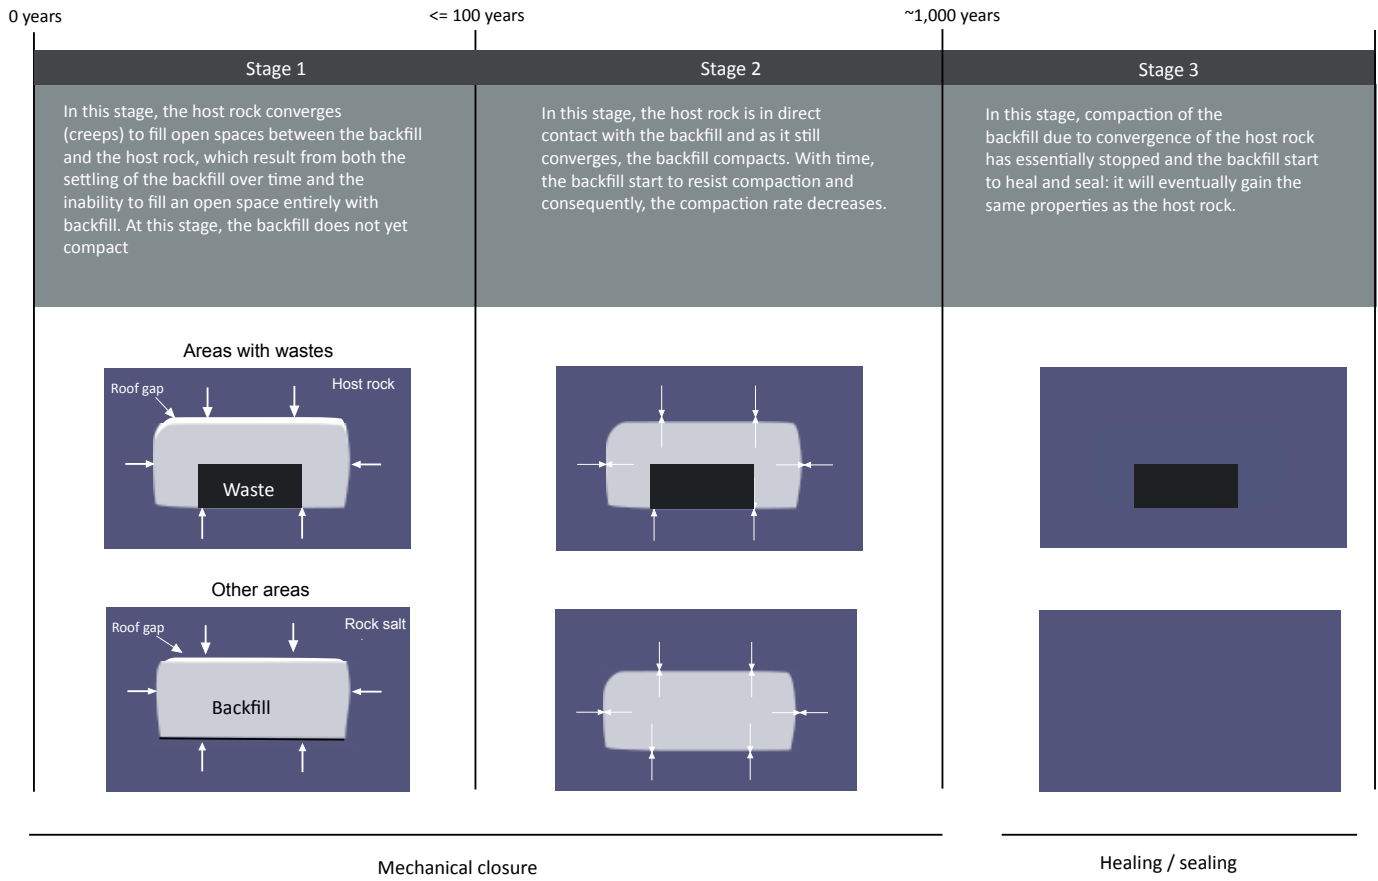 0 years
<= 100 years
~1,000 years
Stage 1
Stage 2
Stage 3
In this stage, the host rock converges
(creeps) to fill open spaces between the backfill
and the host rock, which result from both the
settling of the backfill over time and the
inability to fill an open space entirely with
backfill. At this stage, the backfill does not yet
compact
In this stage, the host rock is in direct
contact with the backfill and as it still
converges, the backfill compacts. With time,
the backfill start to resist compaction and
consequently, the compaction rate decreases.
In this stage, compaction of the
backfill due to convergence of the host rock
has essentially stopped and the backfill start
to heal and seal: it will eventually gain the
same properties as the host rock.
Areas with wastes
Roof gap
Host rock
Waste
Other areas
Roof gap
Rock salt
Backfill
Mechanical closure
Healing / sealing